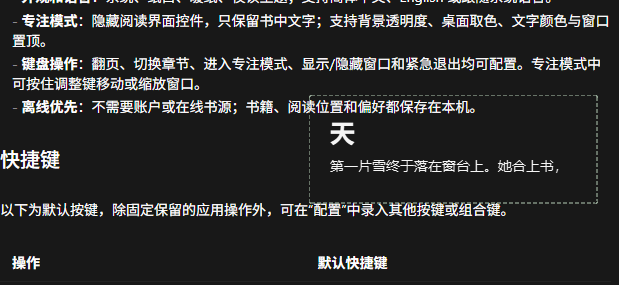 - 专注模式：隐藏阅读界面控件，只保留书中文字；支持背景透明度、桌面取色、文字颜色与窗口
置顶。
- 键盘操作：翻页、切换章节、进入专注模式、显示/隐藏窗口和紧急退出均可配置。专注模式中
可按住调整键移动或缩放窗口。
- 离线优先：不需要账户或在线书源；书籍、阅读位置和偏好都保存在本机。
天
第一片雪终于落在窗台上。她合上书，
快捷键
以下为默认按键，除固定保留的应用操作外，可在“配置”中录入其他按键或组合键。
操作 默认快捷键